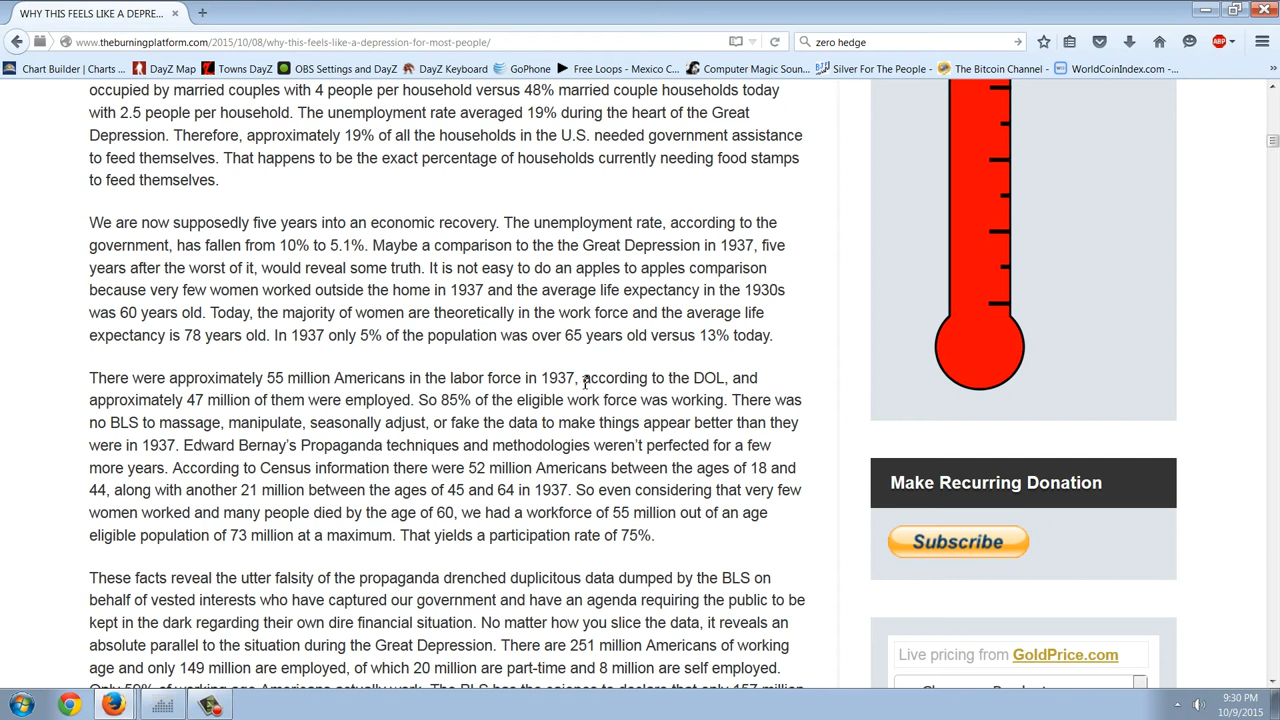 WHY THIS FEELS LIKE A DEPRE...
www.theburningplatform.com/2015/10/08/why-this-feels-like-a-depression-for-most-people/
zero hedge
ABP
Chart Builder | Charts ...
DayZ Map
Towns DayZ
OBS Settings and DayZ
DayZ Keyboard
GoPhone
Free Loops - Mexico C...
Computer Magic Soun...
Silver For The People - ...
The Bitcoin Channel - ...
WorldCoinIndex.com - ...
occupied by married couples with 4 people per household versus 48% married couple households today
with 2.5 people per household. The unemployment rate averaged 19% during the heart of the Great
Depression. Therefore, approximately 19% of all the households in the U.S. needed government assistance
to feed themselves. That happens to be the exact percentage of households currently needing food stamps
to feed themselves.
We are now supposedly five years into an economic recovery. The unemployment rate, according to the
government, has fallen from 10% to 5.1%. Maybe a comparison to the the Great Depression in 1937, five
years after the worst of it, would reveal some truth. It is not easy to do an apples to apples comparison
because very few women worked outside the home in 1937 and the average life expectancy in the 1930s
was 60 years old. Today, the majority of women are theoretically in the work force and the average life
expectancy is 78 years old. In 1937 only 5% of the population was over 65 years old versus 13% today.
There were approximately 55 million Americans in the labor force in 1937, according to the DOL, and
approximately 47 million of them were employed. So 85% of the eligible work force was working. There was
no BLS to massage, manipulate, seasonally adjust, or fake the data to make things appear better than they
were in 1937. Edward Bernay's Propaganda techniques and methodologies weren't perfected for a few
more years. According to Census information there were 52 million Americans between the ages of 18 and
44, along with another 21 million between the ages of 45 and 64 in 1937. So even considering that very few
women worked and many people died by the age of 60, we had a workforce of 55 million out of an age
eligible population of 73 million at a maximum. That yields a participation rate of 75%.
These facts reveal the utter falsity of the propaganda drenched duplicitous data dumped by the BLS on
behalf of vested interests who have captured our government and have an agenda requiring the public to be
kept in the dark regarding their own dire financial situation. No matter how you slice the data, it reveals an
absolute parallel to the situation during the Great Depression. There are 251 million Americans of working
age and only 149 million are employed, of which 20 million are part-time and 8 million are self employed.
Only 59% of working age Americans actually work. The BLS has the
to declare that only 157 million
Make Recurring Donation
Subscribe
Live pricing from GoldPrice.com
9:30 PM
10/9/2015